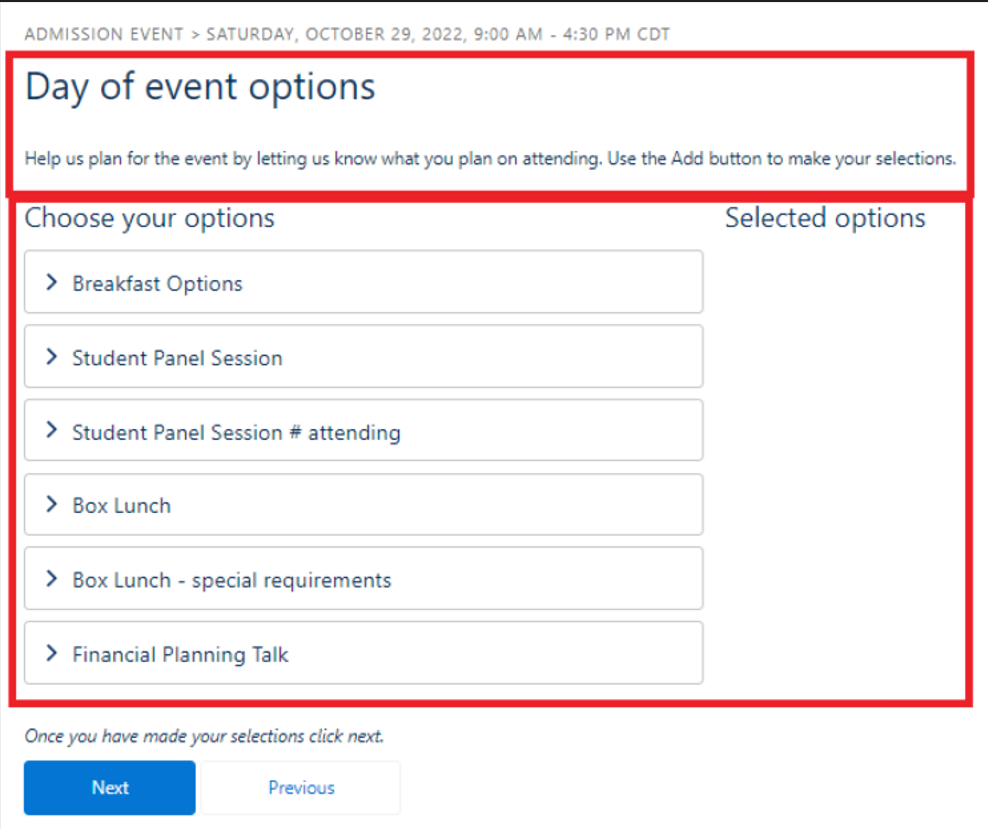 ADMISSION EVENT > SATURDAY, OCTOBER 29, 2022, 9:00 AM - 4:30 PM CDT
Day of event options
Help us plan for the event by letting us know what you plan on attending. Use the Add button to make your selections.
Choose your options
Selected options
Breakfast Options
Student Panel Session
Student Panel Session # attending
Box Lunch
Box Lunch - special requirements
Financial Planning Talk
Once you have made your selections click next.
Next
Previous